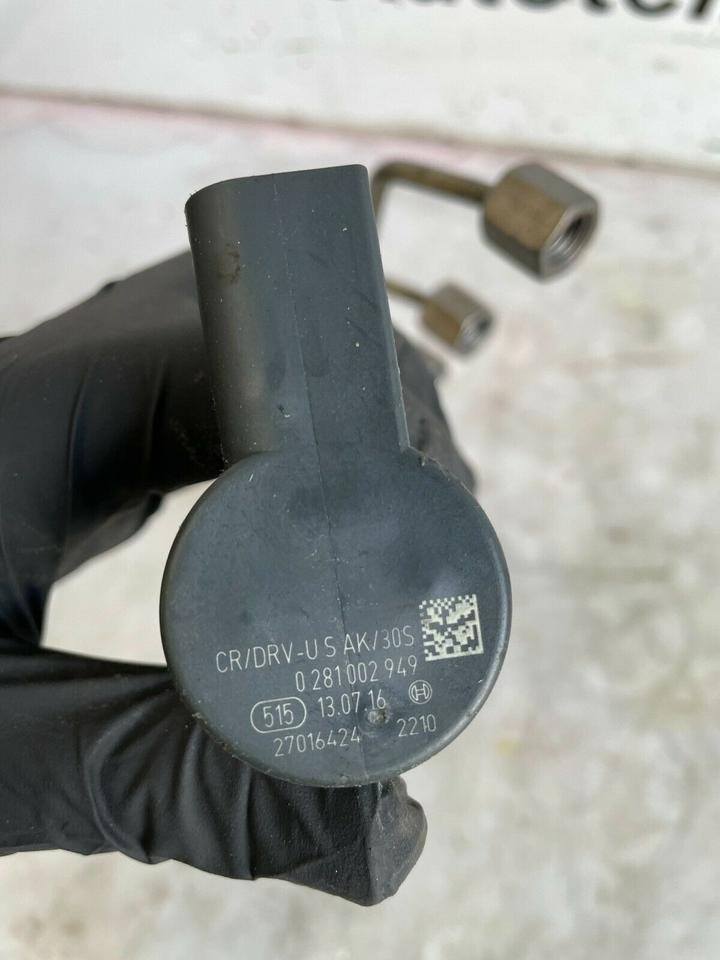 CR/DRV-U S AK/30S
0 281 002 949
515 13.07.16 H
27016424 2210